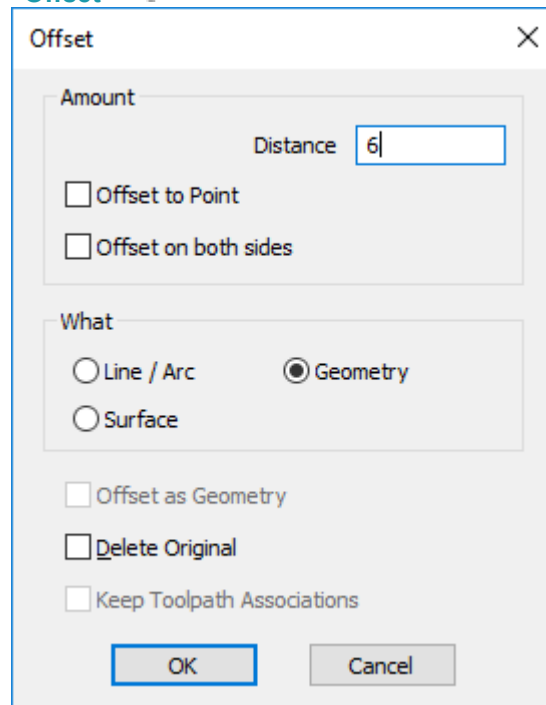 Offset
Offset
Amount
Distance 6
Offset to Point
Offset on both sides
What
Line / Arc Geometry
Surface
Offset as Geometry
Delete Original
Keep Toolpath Associations
OK Cancel